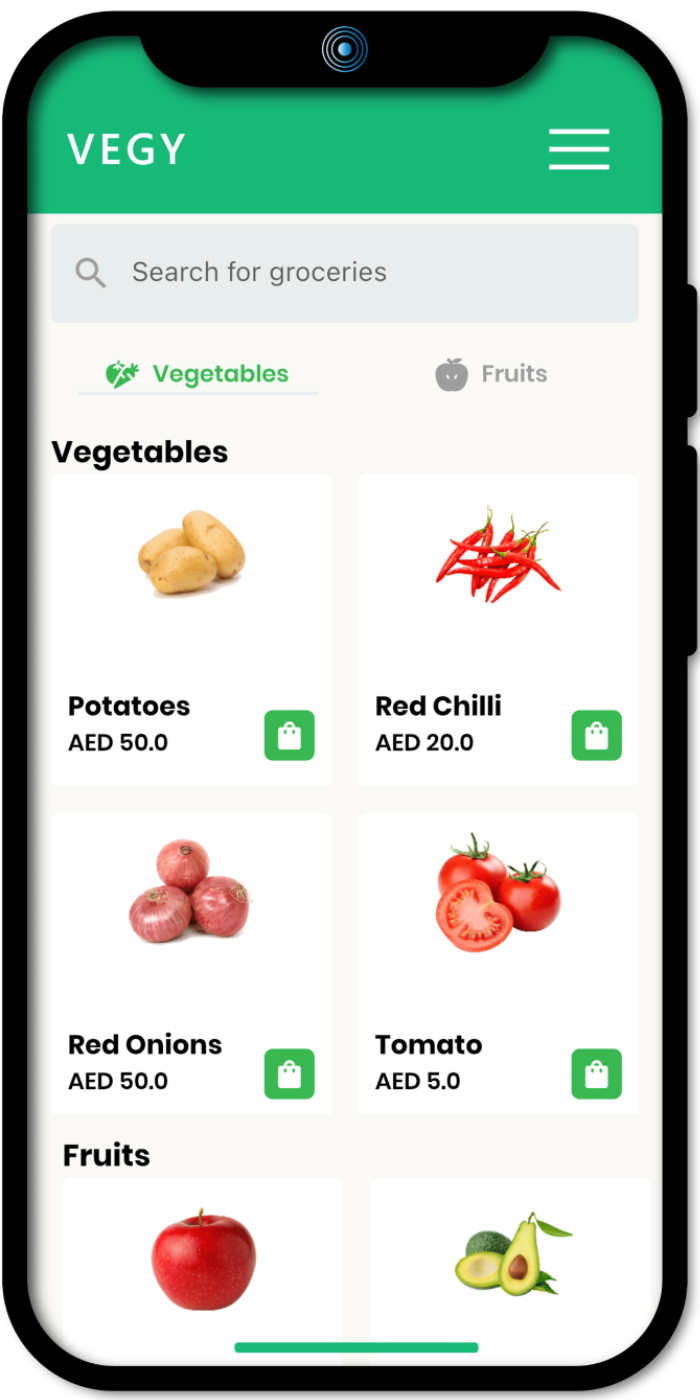 VEGY
Search for groceries
Vegetables
Fruits
Vegetables
Potatoes
AED 50.0
Red Chilli
AED 20.0
Red Onions
AED 50.0
Tomato
AED 5.0
Fruits